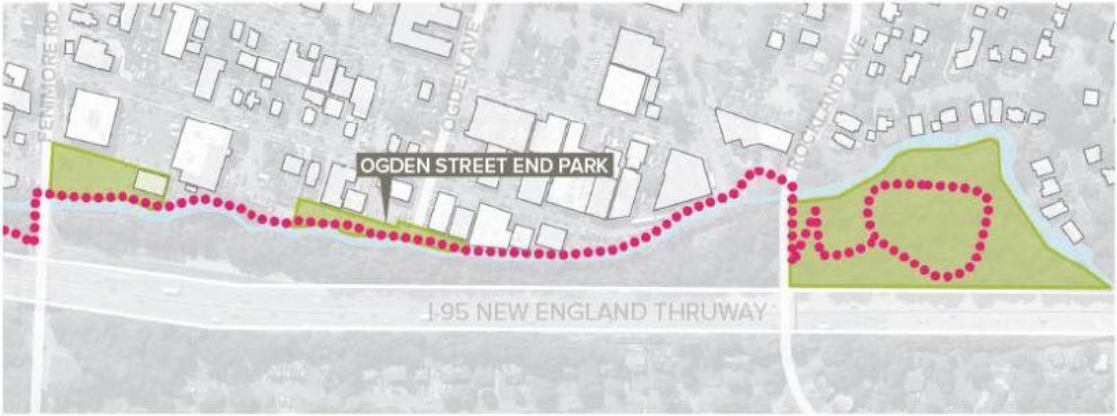 FENIMORE RD
OGDEN AVE
ROCKLAND AVE
OGDEN STREET END PARK
I-95 NEW ENGLAND THRUWAY